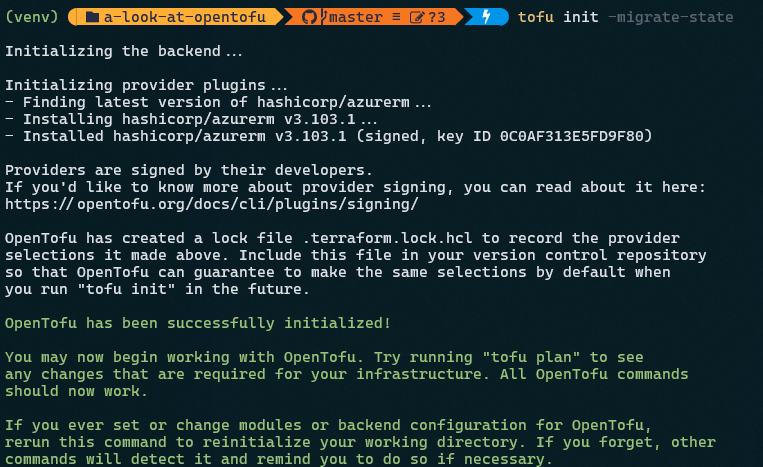 (venv) a-look-at-opentofu master ≡ ?3 tofu init -migrate-state
Initializing the backend...
Initializing provider plugins...
- Finding latest version of hashicorp/azurerm...
- Installing hashicorp/azurerm v3.103.1...
- Installed hashicorp/azurerm v3.103.1 (signed, key ID 0C0AF313E5FD9F80)
Providers are signed by their developers.
If you'd like to know more about provider signing, you can read about it here:
https://opentofu.org/docs/cli/plugins/signing/
OpenTofu has created a lock file .terraform.lock.hcl to record the provider
selections it made above. Include this file in your version control repository
so that OpenTofu can guarantee to make the same selections by default when
you run "tofu init" in the future.
OpenTofu has been successfully initialized!
You may now begin working with OpenTofu. Try running "tofu plan" to see
any changes that are required for your infrastructure. All OpenTofu commands
should now work.
If you ever set or change modules or backend configuration for OpenTofu,
rerun this command to reinitialize your working directory. If you forget, other
commands will detect it and remind you to do so if necessary.